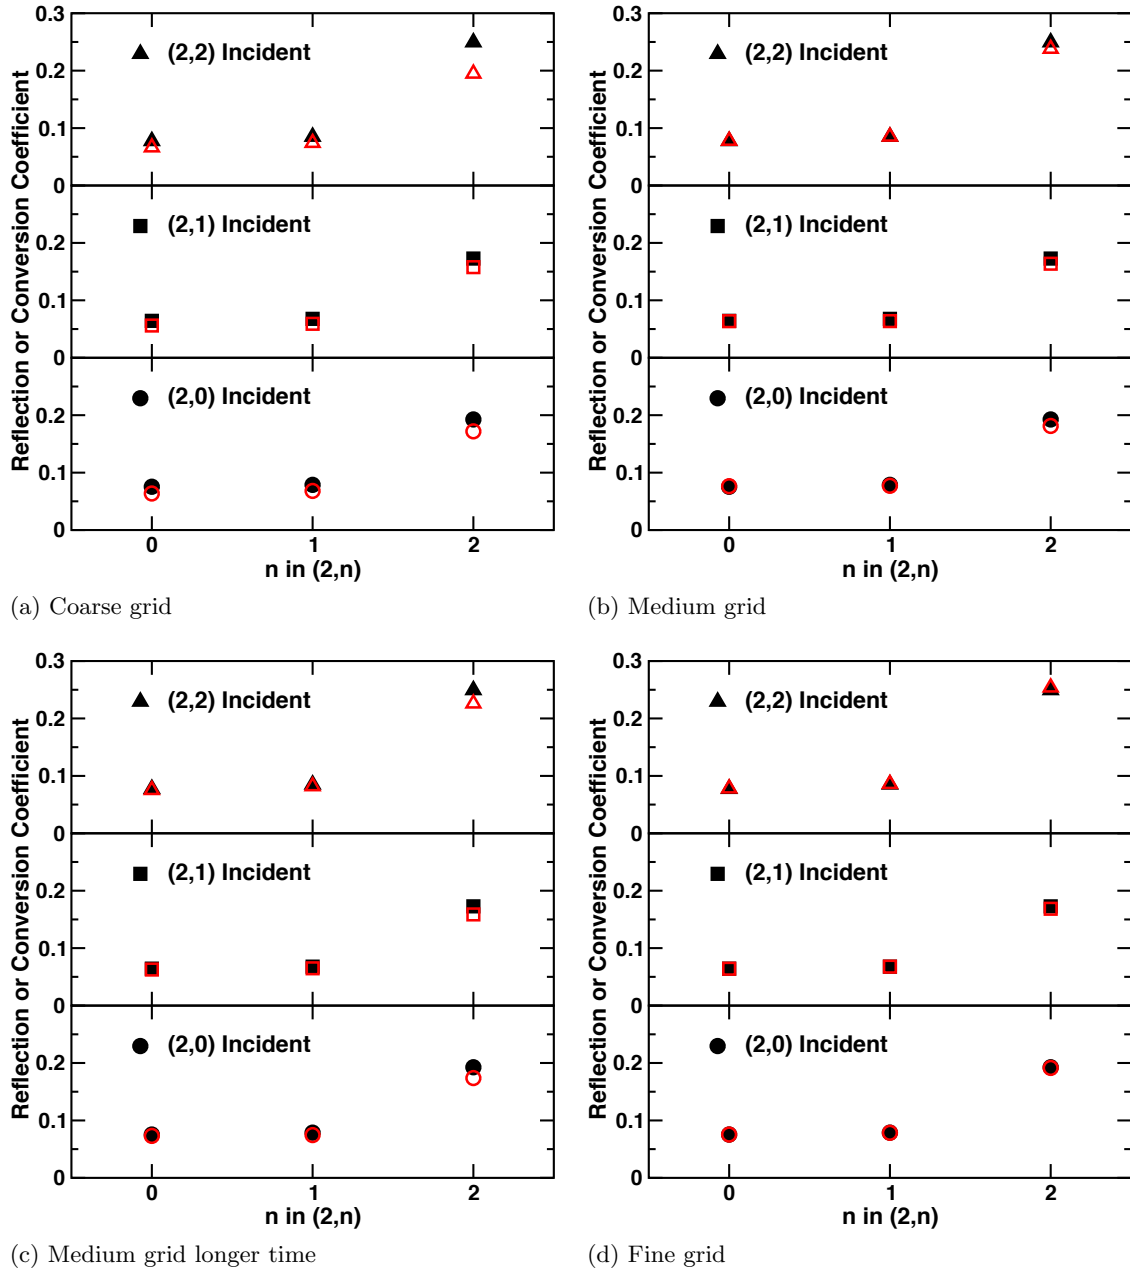 0.3
(2,2) Incident
0.2
0.1
0
(2,1) Incident
0.2
0.1
0
(2,0) Incident
0.2
0.1
0
0 1 2
n in (2,n)
Reflection or Conversion Coefficient
(a) Coarse grid
0.3
(2,2) Incident
0.2
0.1
0
(2,1) Incident
0.2
0.1
0
(2,0) Incident
0.2
0.1
0
0 1 2
n in (2,n)
Reflection or Conversion Coefficient
(b) Medium grid
0.3
(2,2) Incident
0.2
0.1
0
(2,1) Incident
0.2
0.1
0
(2,0) Incident
0.2
0.1
0
0 1 2
n in (2,n)
Reflection or Conversion Coefficient
(c) Medium grid longer time
0.3
(2,2) Incident
0.2
0.1
0
(2,1) Incident
0.2
0.1
0
(2,0) Incident
0.2
0.1
0
0 1 2
n in (2,n)
Reflection or Conversion Coefficient
(d) Fine grid